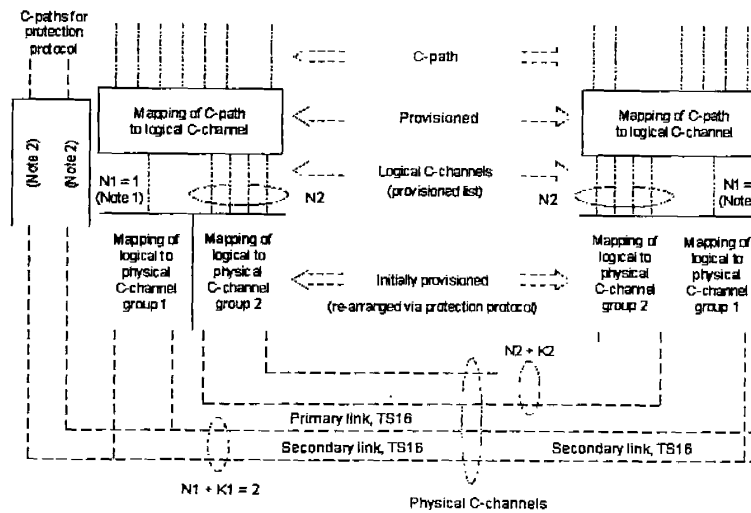 C-paths for
protection
protocol
C-path
Mapping of C-path
to logical C-channel
Provisioned
Mapping of C-path
to logical C-channel
(Note 2)
(Note 2)
N1 = 1
(Note 1)
N2
Logical C-channels
(provisioned list)
N2
N1 =
(Note
Mapping of
logical to
physical
C-channel
group 1
Mapping of
logical to
physical
C-channel
group 2
Initially provisioned
(re-arranged via protection protocol)
Mapping of
logical to
physical
C-channel
group 2
Mapping of
logical to
physical
C-channel
group 1
N2 + K2
Primary link, TS16
Secondary link, TS16
Secondary link, TS16
N1 + K1 = 2
Physical C-channels